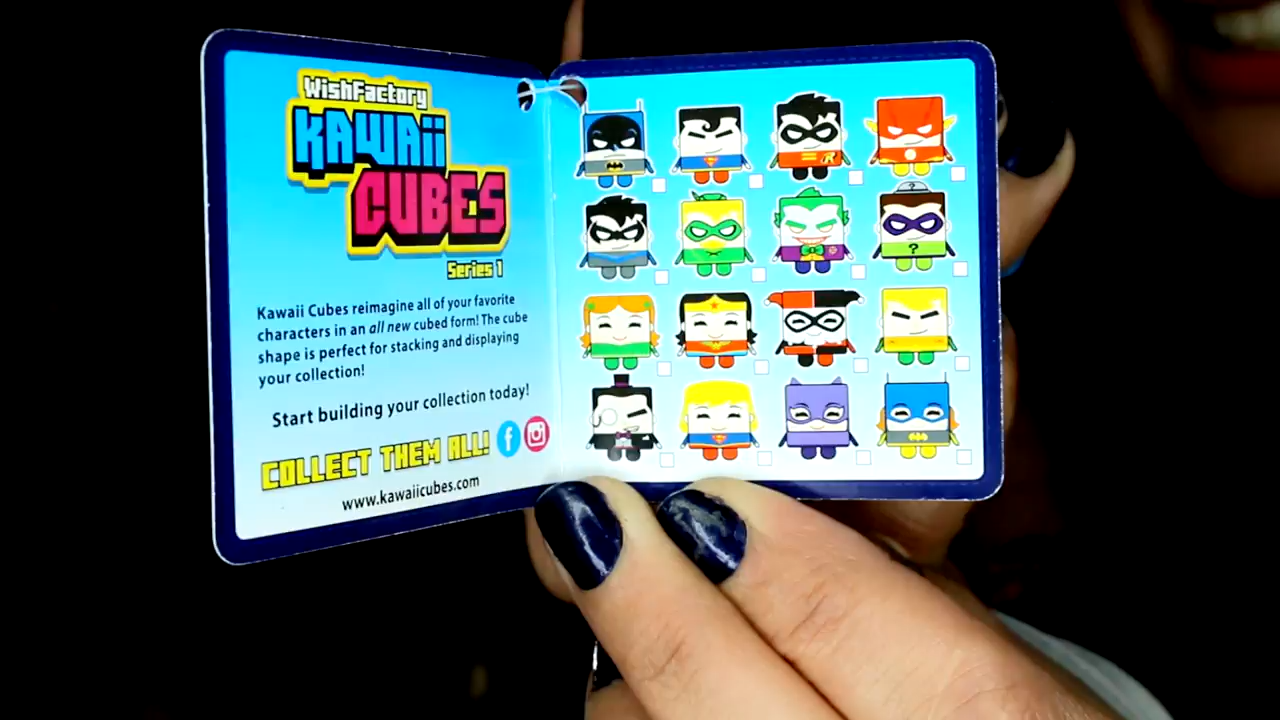 WishFactory
KAWAii
CUBES
Series 1
Kawaii Cubes reimagine all of your favorite
characters in an all new cubed form! The cube
shape is perfect for stacking and displaying
your collection!
Start building your collection today!
COLLECT THEM ALL!
www.kawaiicubes.com